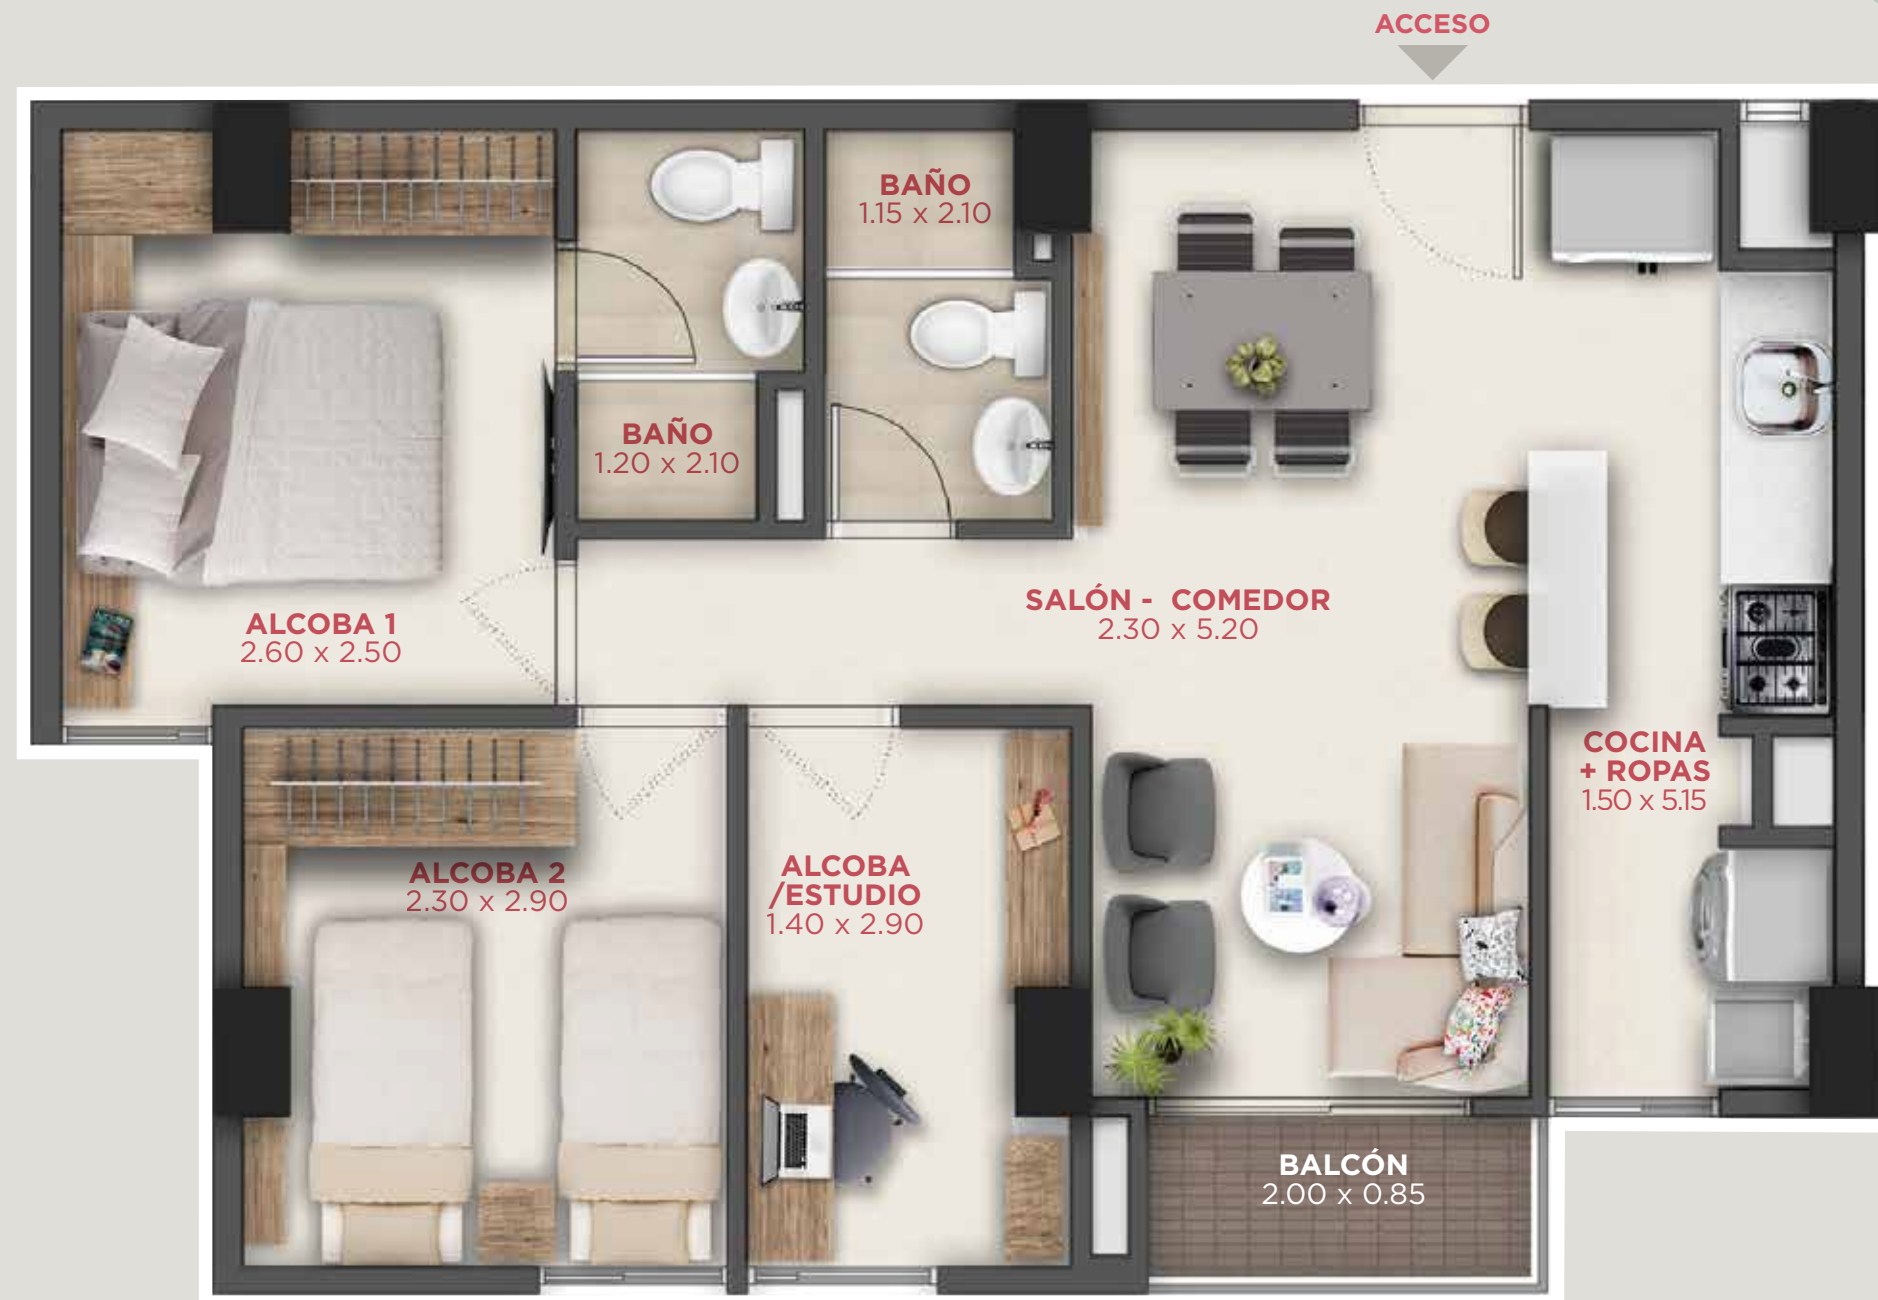 ACCESO
BAÑO
1.15 x 2.10
BAÑO
1.20 x 2.10
SALÓN - COMEDOR
2.30 x 5.20
ALCOBA 1
2.60 x 2.50
COCINA
+ ROPAS
1.50 x 5.15
ALCOBA 2
2.30 x 2.90
ALCOBA
/ESTUDIO
1.40 x 2.90
BALCÓN
2.00 x 0.85